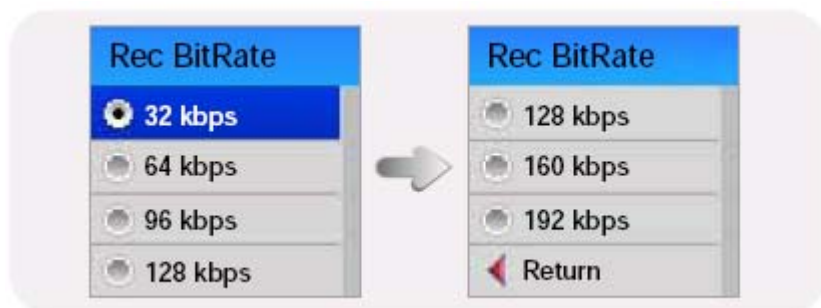 Rec BitRate
32 kbps
64 kbps
96 kbps
128 kbps
Rec BitRate
128 kbps
160 kbps
192 kbps
Return